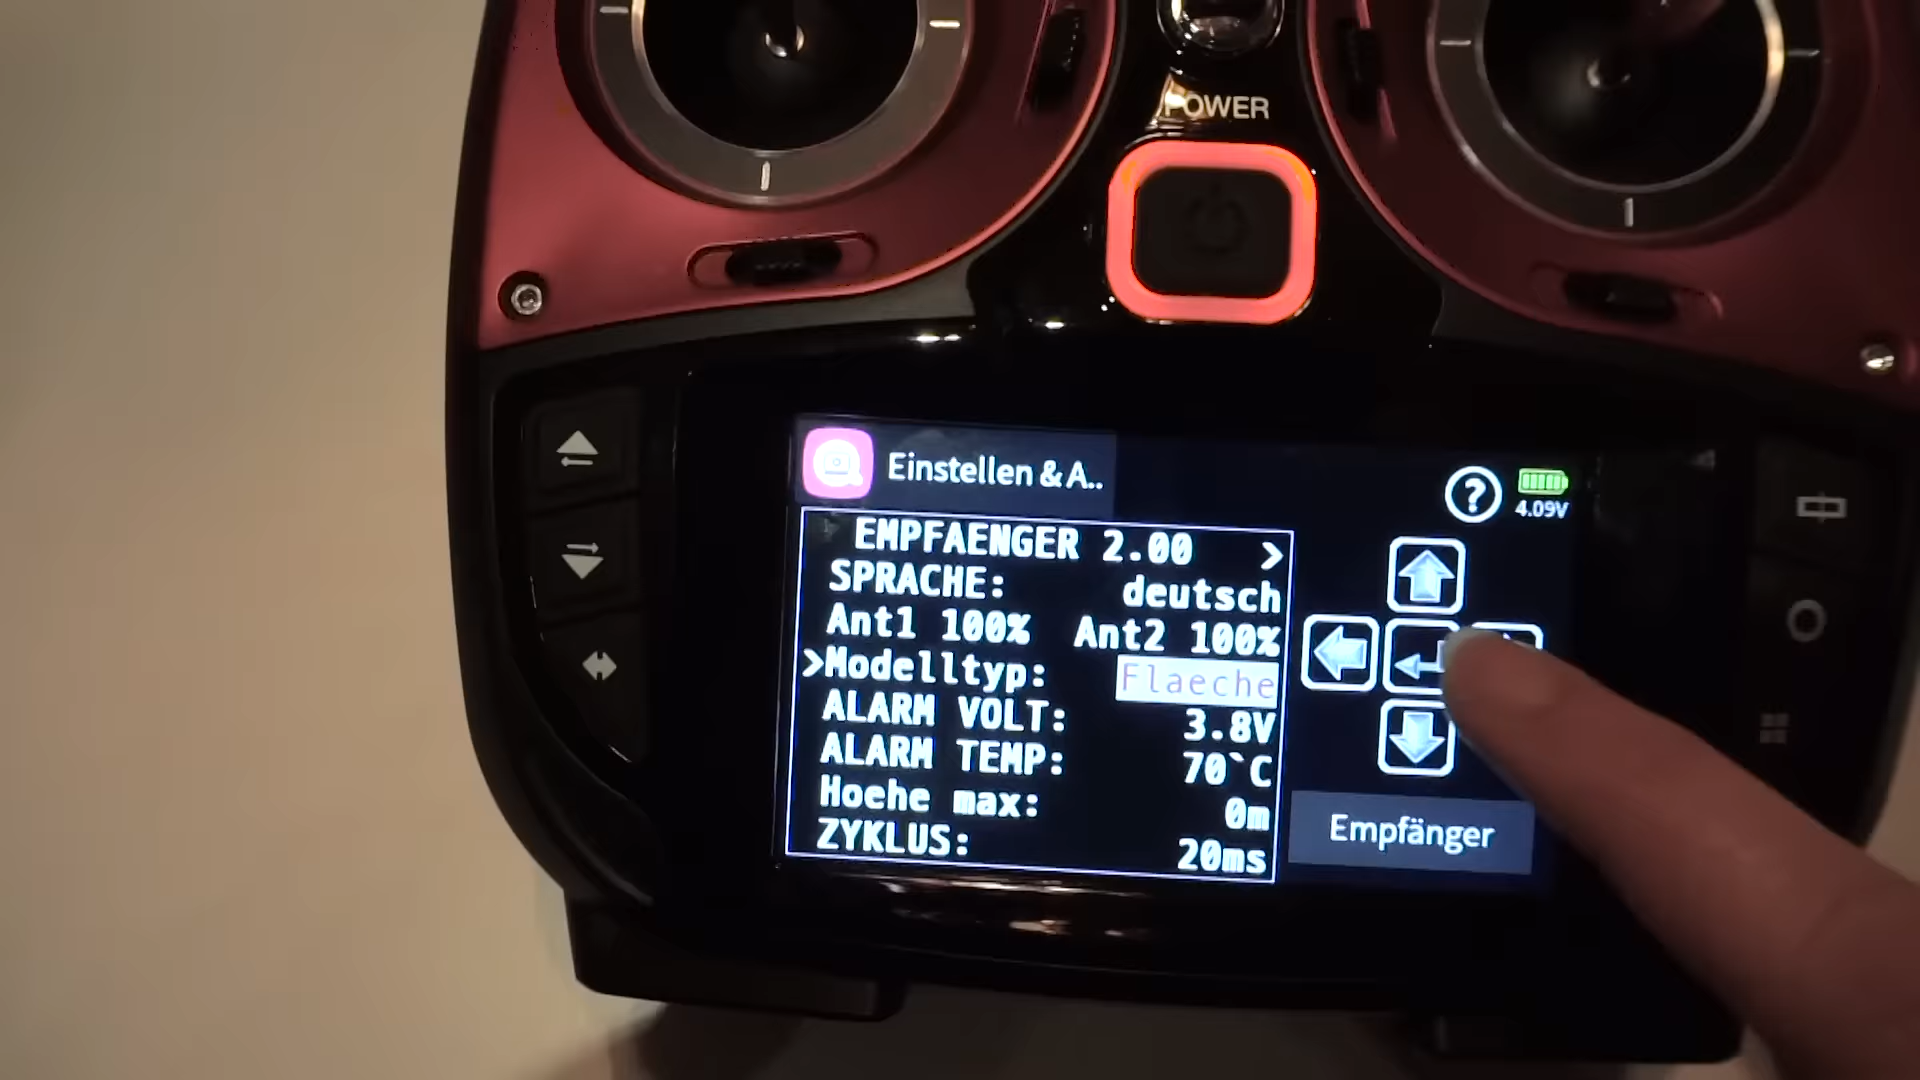 POWER
Einstellen & A..
?
4.09V
EMPFAENGER 2.00 >
SPRACHE: deutsch
Ant1 100% Ant2 100%
>Modelltyp: Flaeche
ALARM VOLT: 3.8V
ALARM TEMP: 70`C
Hoehe max: 0m
ZYKLUS: 20ms
Empfänger